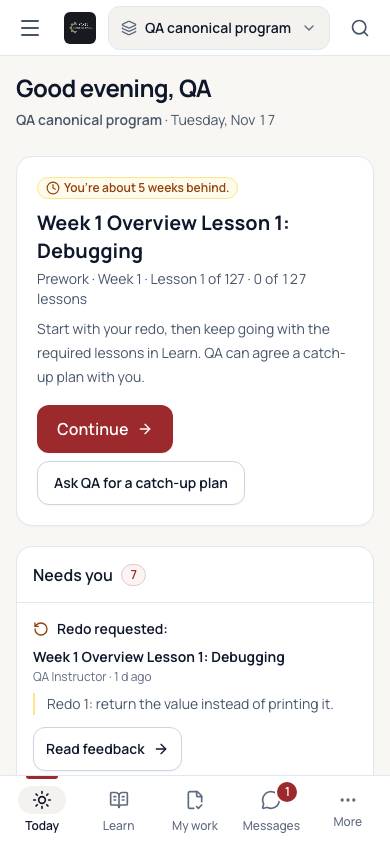 QA canonical program
Good evening, QA
QA canonical program · Tuesday, Nov 17
You're about 5 weeks behind.
Week 1 Overview Lesson 1:
Debugging
Prework · Week 1 · Lesson 1 of 127 · 0 of 127
lessons
Start with your redo, then keep going with the
required lessons in Learn. QA can agree a catch-
up plan with you.
Continue
Ask QA for a catch-up plan
Needs you 7
Redo requested:
Week 1 Overview Lesson 1: Debugging
QA Instructor · 1 d ago
Redo 1: return the value instead of printing it.
Read feedback
1
Today Learn My work Messages More